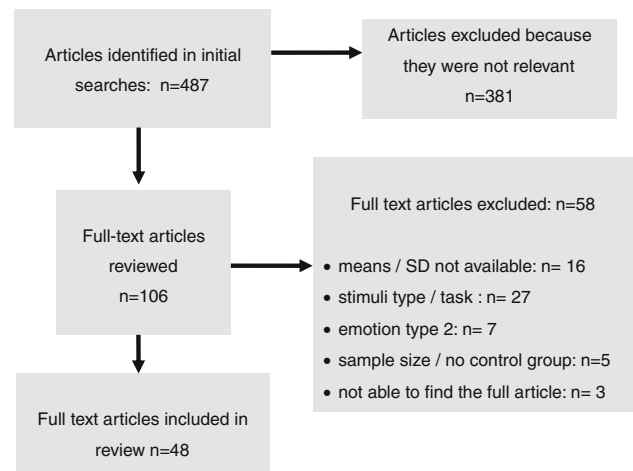 Articles identified in initial
searches:  n=487
Articles excluded because
they were not relevant
n=381
Full-text articles
reviewed
n=106
Full text articles excluded: n=58
• means / SD not available: n= 16
• stimuli type / task : n= 27
• emotion type 2: n= 7
• sample size / no control group: n=5
• not able to find the full article: n= 3
Full text articles included in
review n=48